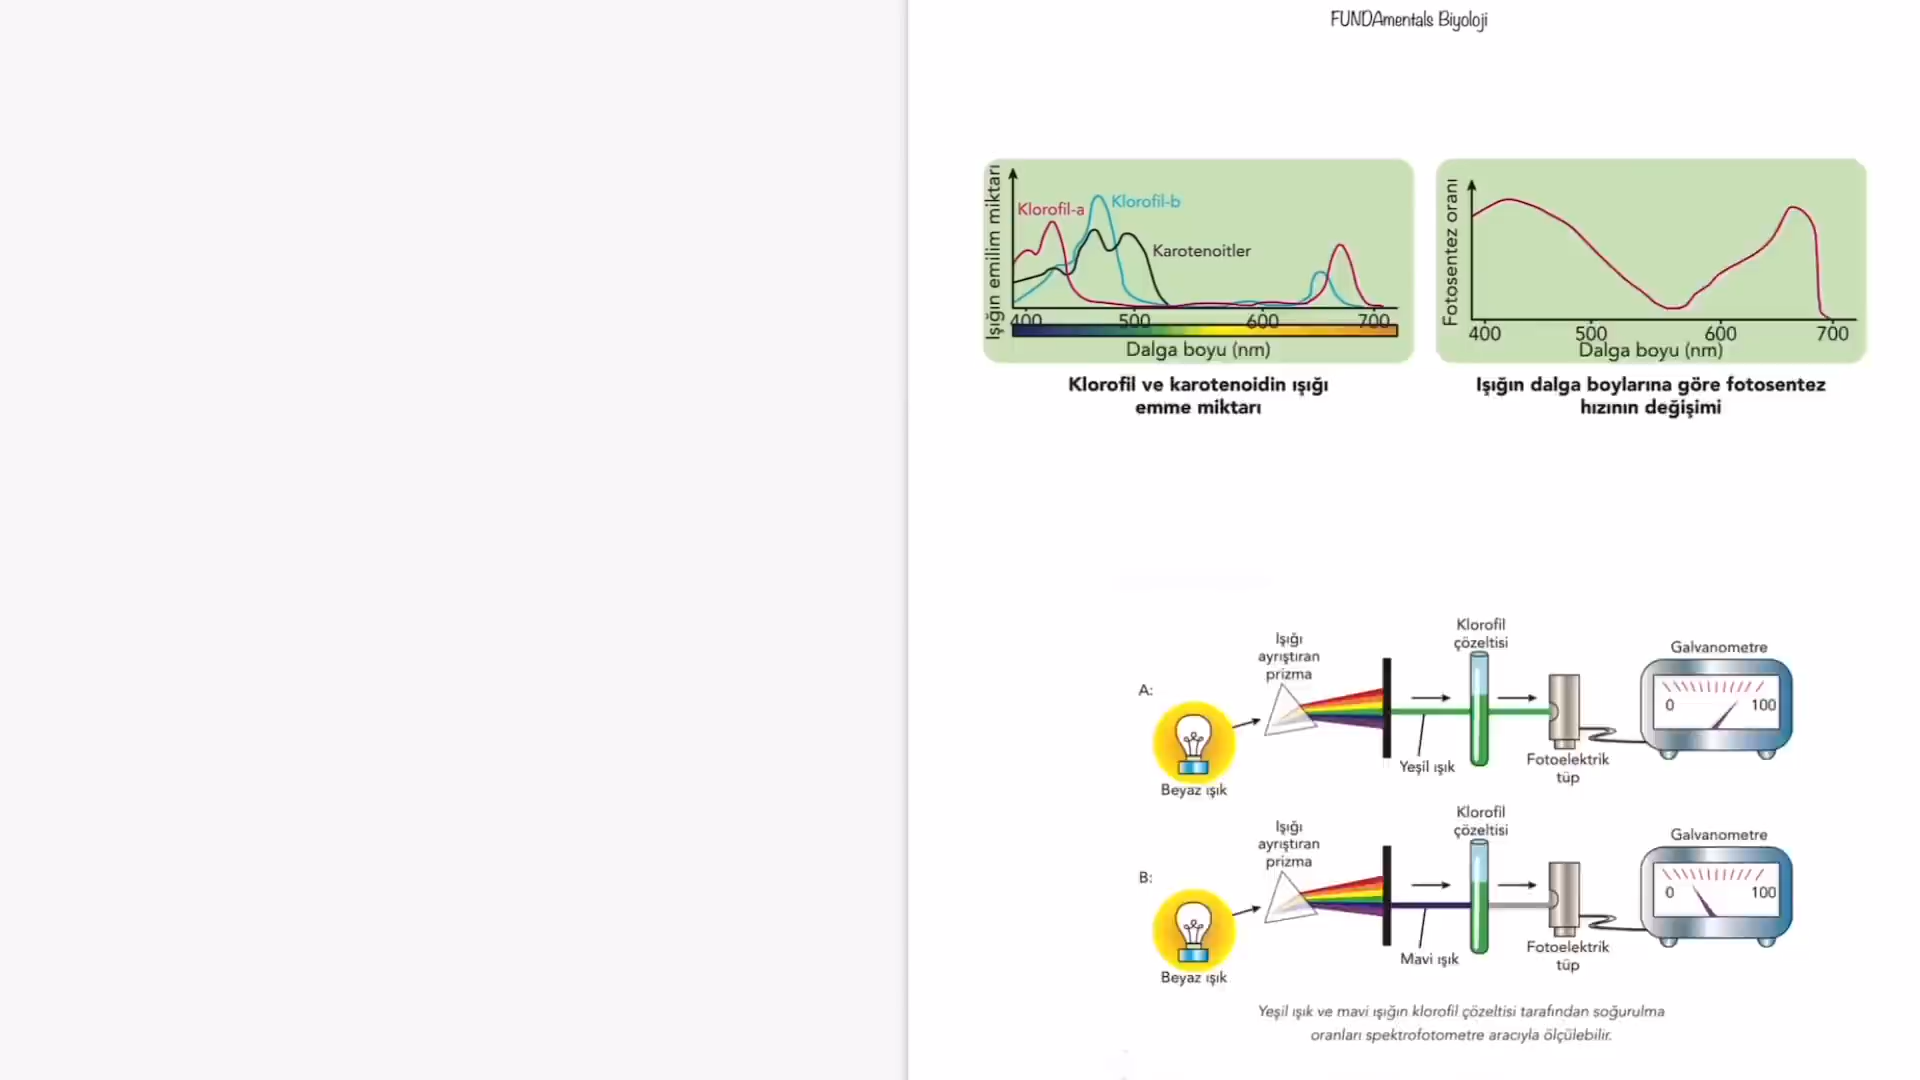 FUNDAmentals Biyoloji
Işığın emilim miktarı
Klorofil-a
Klorofil-b
Karotenoitler
400 500 600 700
Dalga boyu (nm)
Klorofil ve karotenoidin ışığı
emme miktarı
Fotosentez oranı
400 500 600 700
Dalga boyu (nm)
Işığın dalga boylarına göre fotosentez
hızının değişimi
A:
Beyaz ışık
Işığı
ayrıştıran
prizma
Yeşil ışık
Klorofil
çözeltisi
Fotoelektrik
tüp
Galvanometre
0 100
B:
Beyaz ışık
Işığı
ayrıştıran
prizma
Mavi ışık
Klorofil
çözeltisi
Fotoelektrik
tüp
Galvanometre
0 100
Yeşil ışık ve mavi ışığın klorofil çözeltisi tarafından soğurulma
oranları spektrofotometre aracıyla ölçülebilir.